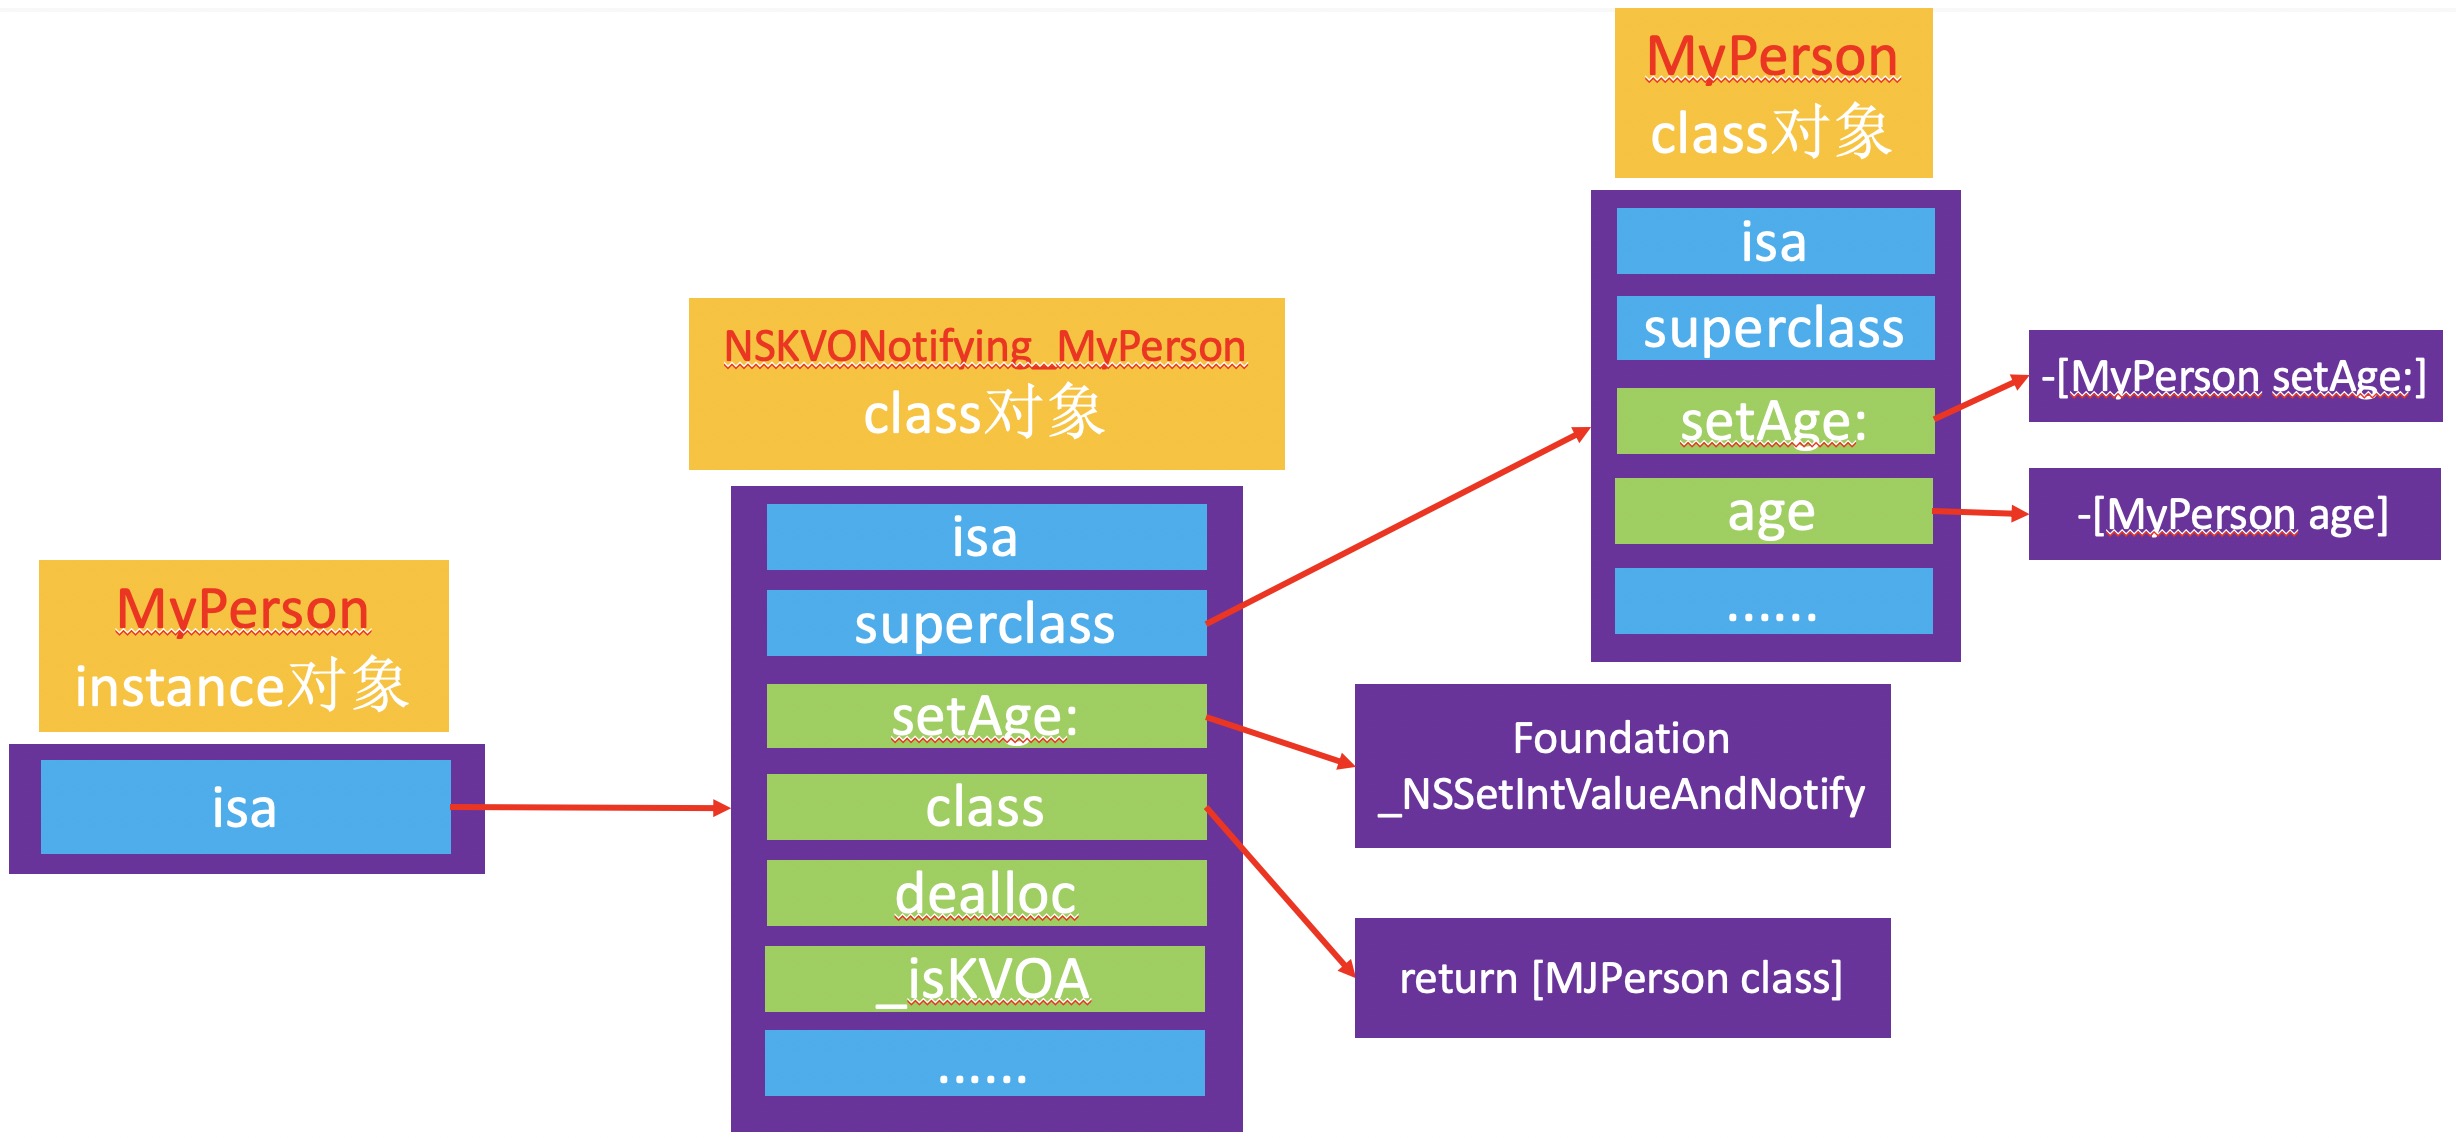 MyPerson
instance对象
isa
NSKVONotifying_MyPerson
class对象
isa
superclass
setAge:
class
dealloc
_isKVOA
......
Foundation
_NSSetIntValueAndNotify
return [MJPerson class]
MyPerson
class对象
isa
superclass
setAge:
age
......
-[MyPerson setAge:]
-[MyPerson age]